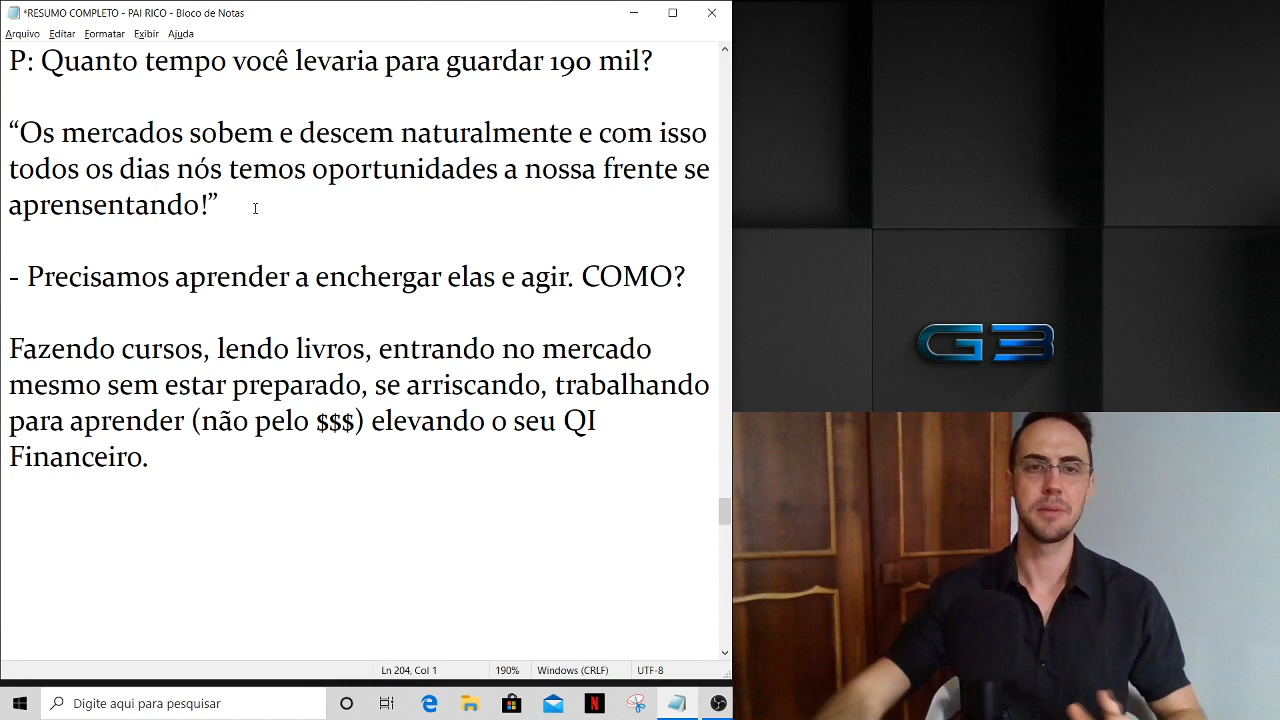 *RESUMO COMPLETO - PAI RICO - Bloco de Notas
Arquivo Editar Formatar Exibir Ajuda
P: Quanto tempo você levaria para guardar 190 mil?
“Os mercados sobem e descem naturalmente e com isso
todos os dias nós temos oportunidades a nossa frente se
aprensentando!”
- Precisamos aprender a enchergar elas e agir. COMO?
Fazendo cursos, lendo livros, entrando no mercado
mesmo sem estar preparado, se arriscando, trabalhando
para aprender (não pelo $$$) elevando o seu QI
Financeiro.
Ln 204, Col 1 190% Windows (CRLF) UTF-8
Digite aqui para pesquisar
N
G3